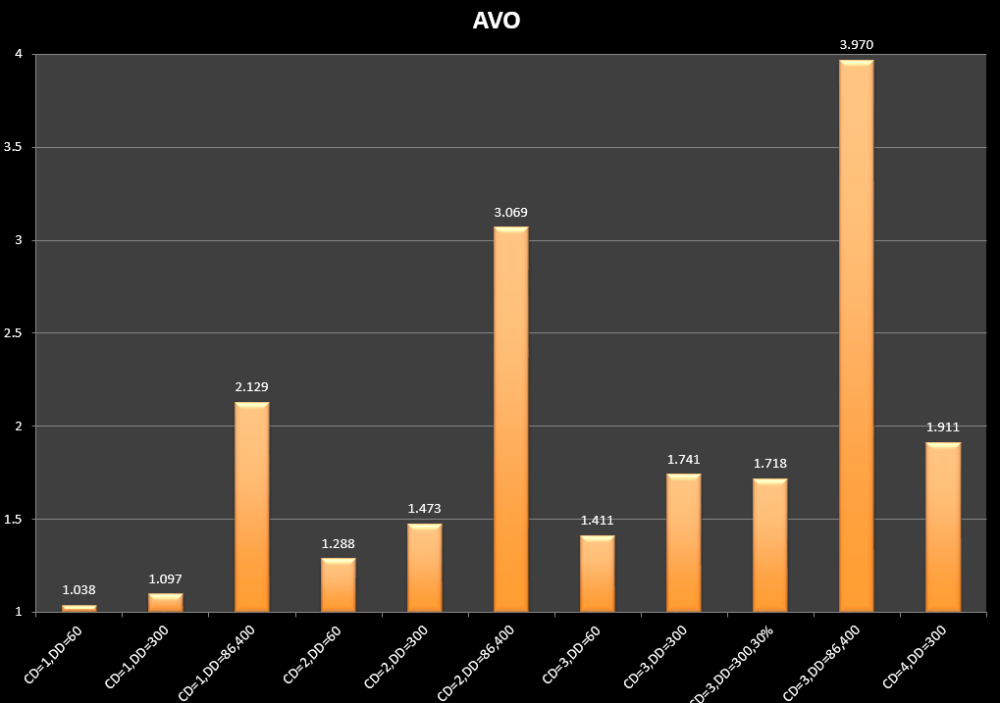 AVO
4
3.5
3
2.5
2
1.5
1
1.038
1.097
2.129
1.288
1.473
3.069
1.411
1.741
1.718
3.970
1.911
CD=1,DD=60
CD=1,DD=300
CD=1,DD=86,400
CD=2,DD=60
CD=2,DD=300
CD=2,DD=86,400
CD=3,DD=60
CD=3,DD=300
CD=3,DD=300,30%
CD=3,DD=86,400
CD=4,DD=300